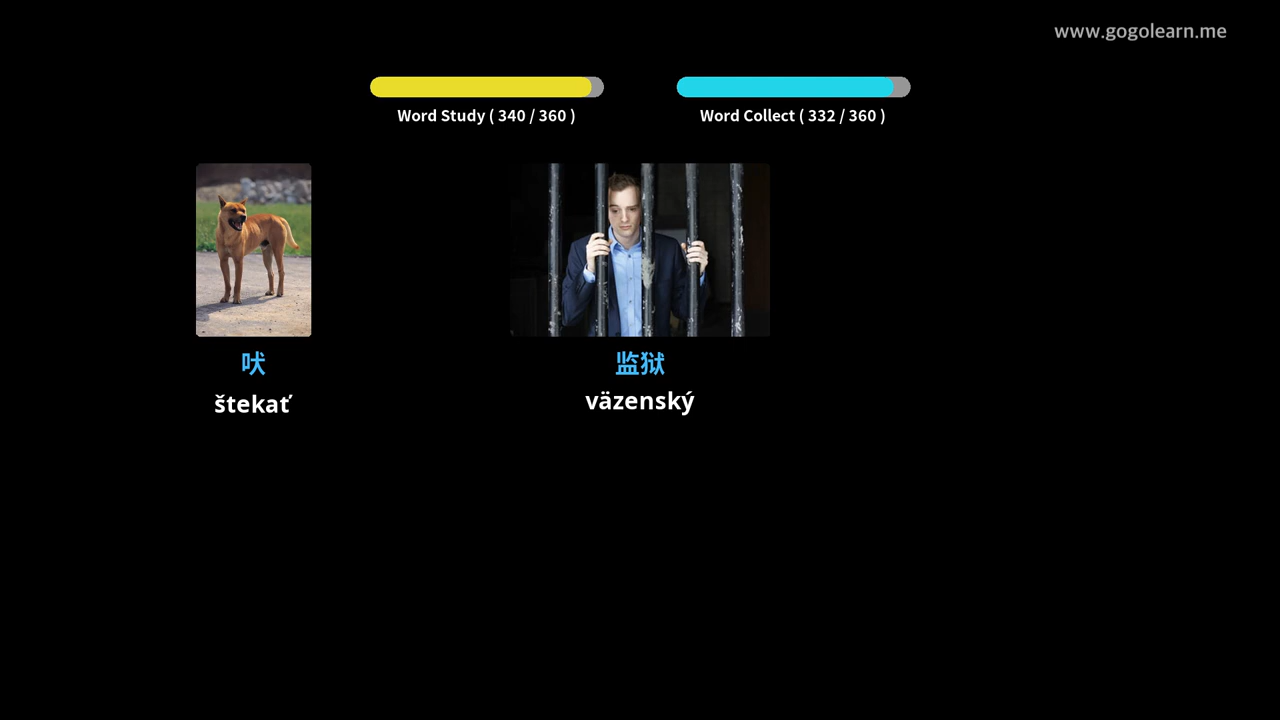 www.gogolearn.me
Word Study ( 340 / 360 )
Word Collect ( 332 / 360 )
吠
监狱
štekať
väzenský